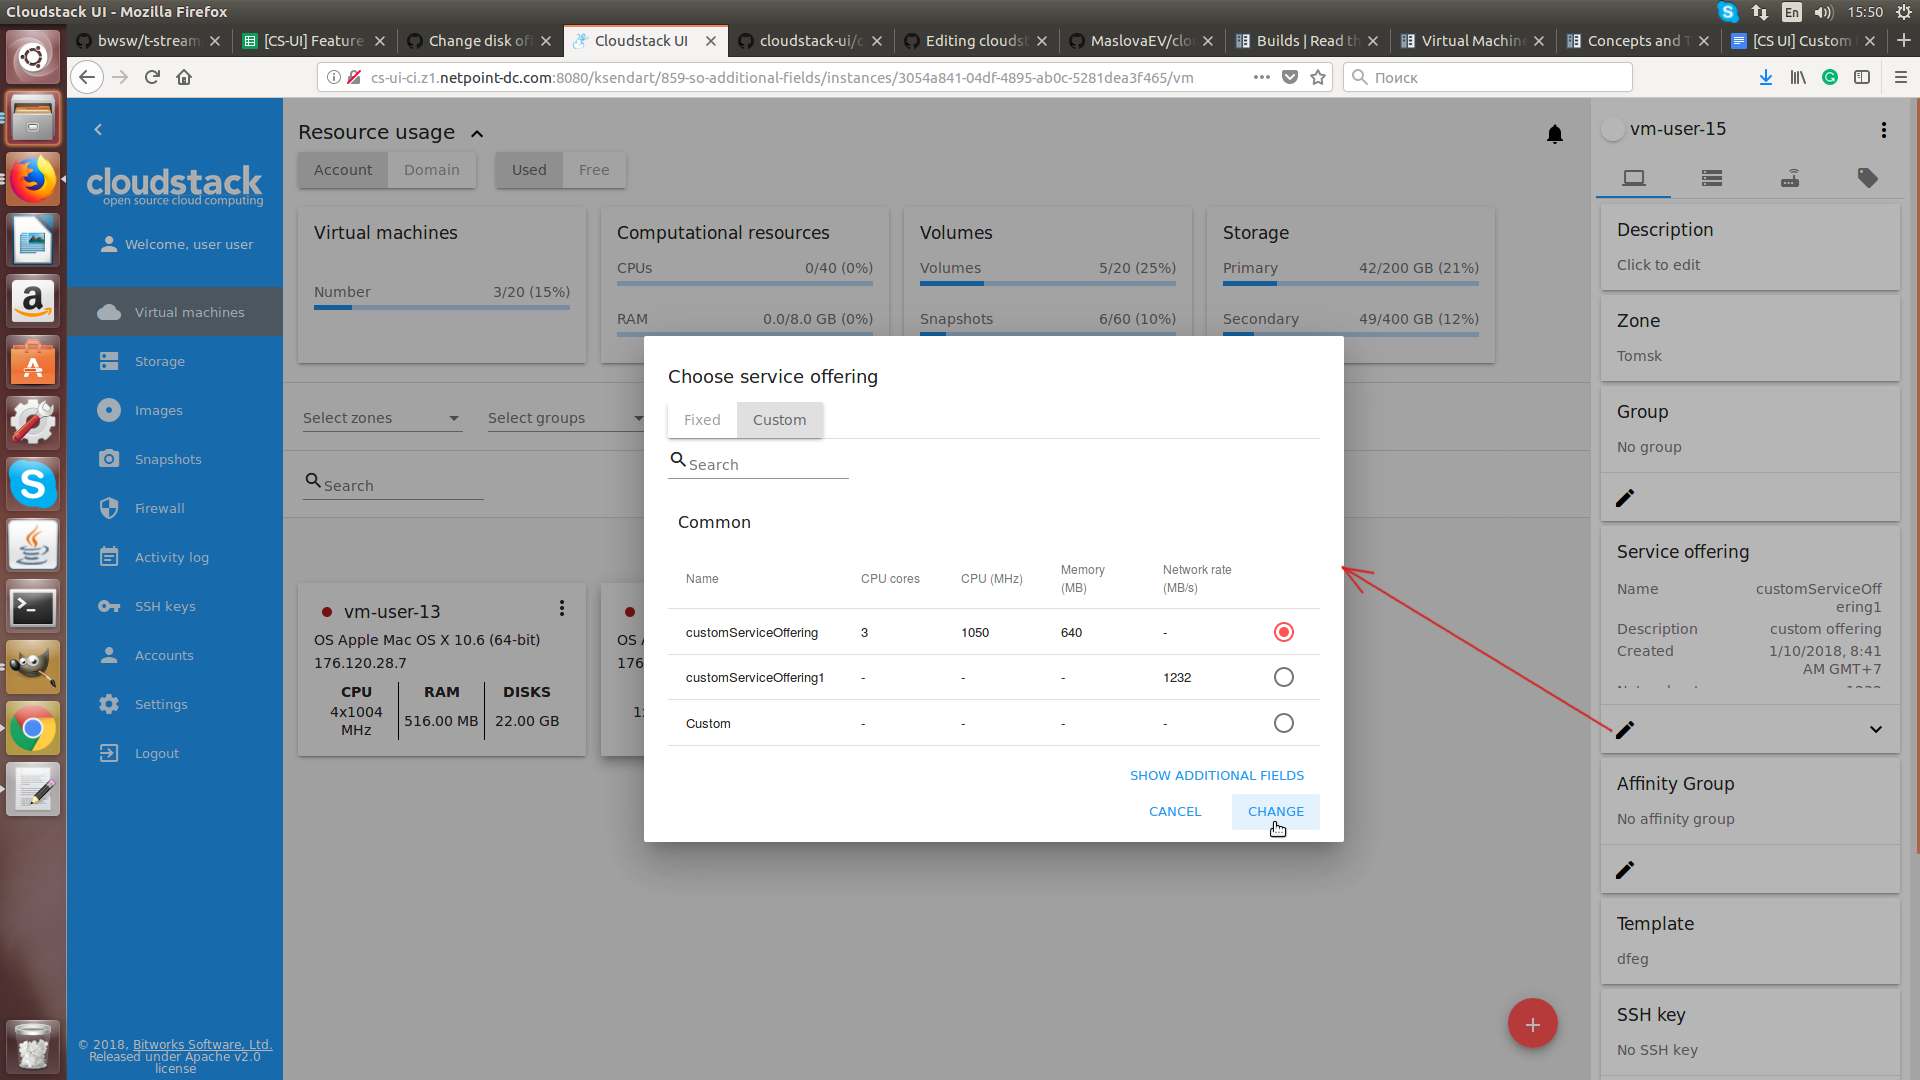 Cloudstack UI - Mozilla Firefox
En
15:50
bwsw/t-stream
[CS-UI] Feature
Change disk of
Cloudstack UI
cloudstack-ui/c
Editing cloudst
MaslovaEV/clo
Builds | Read th
Virtual Machin
Concepts and T
[CS UI] Custom
cs-ui-ci.z1.netpoint-dc.com:8080/ksendart/859-so-additional-fields/instances/3054a841-04df-4895-ab0c-5281dea3f465/vm
Поиск
cloudstack
open source cloud computing
Welcome, user user
Virtual machines
Storage
Images
Snapshots
Firewall
Activity log
SSH keys
Accounts
Settings
Logout
© 2018, Bitworks Software, Ltd.
Released under Apache v2.0
license
Resource usage
Account
Domain
Used
Free
Virtual machines
Number
3/20 (15%)
Computational resources
CPUs
0/40 (0%)
RAM
0.0/8.0 GB (0%)
Volumes
Volumes
5/20 (25%)
Snapshots
6/60 (10%)
Storage
Primary
42/200 GB (21%)
Secondary
49/400 GB (12%)
Select zones
Select groups
Search
vm-user-13
OS Apple Mac OS X 10.6 (64-bit)
176.120.28.7
CPU
4x1004
MHz
RAM
516.00 MB
DISKS
22.00 GB
Choose service offering
Fixed
Custom
Search
Common
Name
CPU cores
CPU (MHz)
Memory
(MB)
Network rate
(MB/s)
customServiceOffering
3
1050
640
-
customServiceOffering1
-
-
-
1232
Custom
-
-
-
-
SHOW ADDITIONAL FIELDS
CANCEL
CHANGE
vm-user-15
Description
Click to edit
Zone
Tomsk
Group
No group
Service offering
Name
customServiceOff
ering1
Description
custom offering
Created
1/10/2018, 8:41
AM GMT+7
Affinity Group
No affinity group
Template
dfeg
SSH key
No SSH key